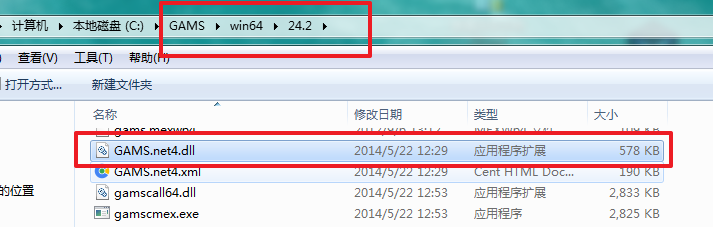 计算机 本地磁盘 (C:) GAMS win64 24.2
查看(V) 工具(T) 帮助(H)
打开方式... 新建文件夹
名称 修改日期 类型 大小
GAMS.net4.dll 2014/5/22 12:29 应用程序扩展 578 KB
GAMS.net4.xml 2014/5/22 12:29 Cent HTML Doc... 190 KB
的位置 gamscall64.dll 2014/5/22 12:53 应用程序扩展 2,833 KB
gamscmex.exe 2014/5/22 12:53 应用程序 2,825 KB